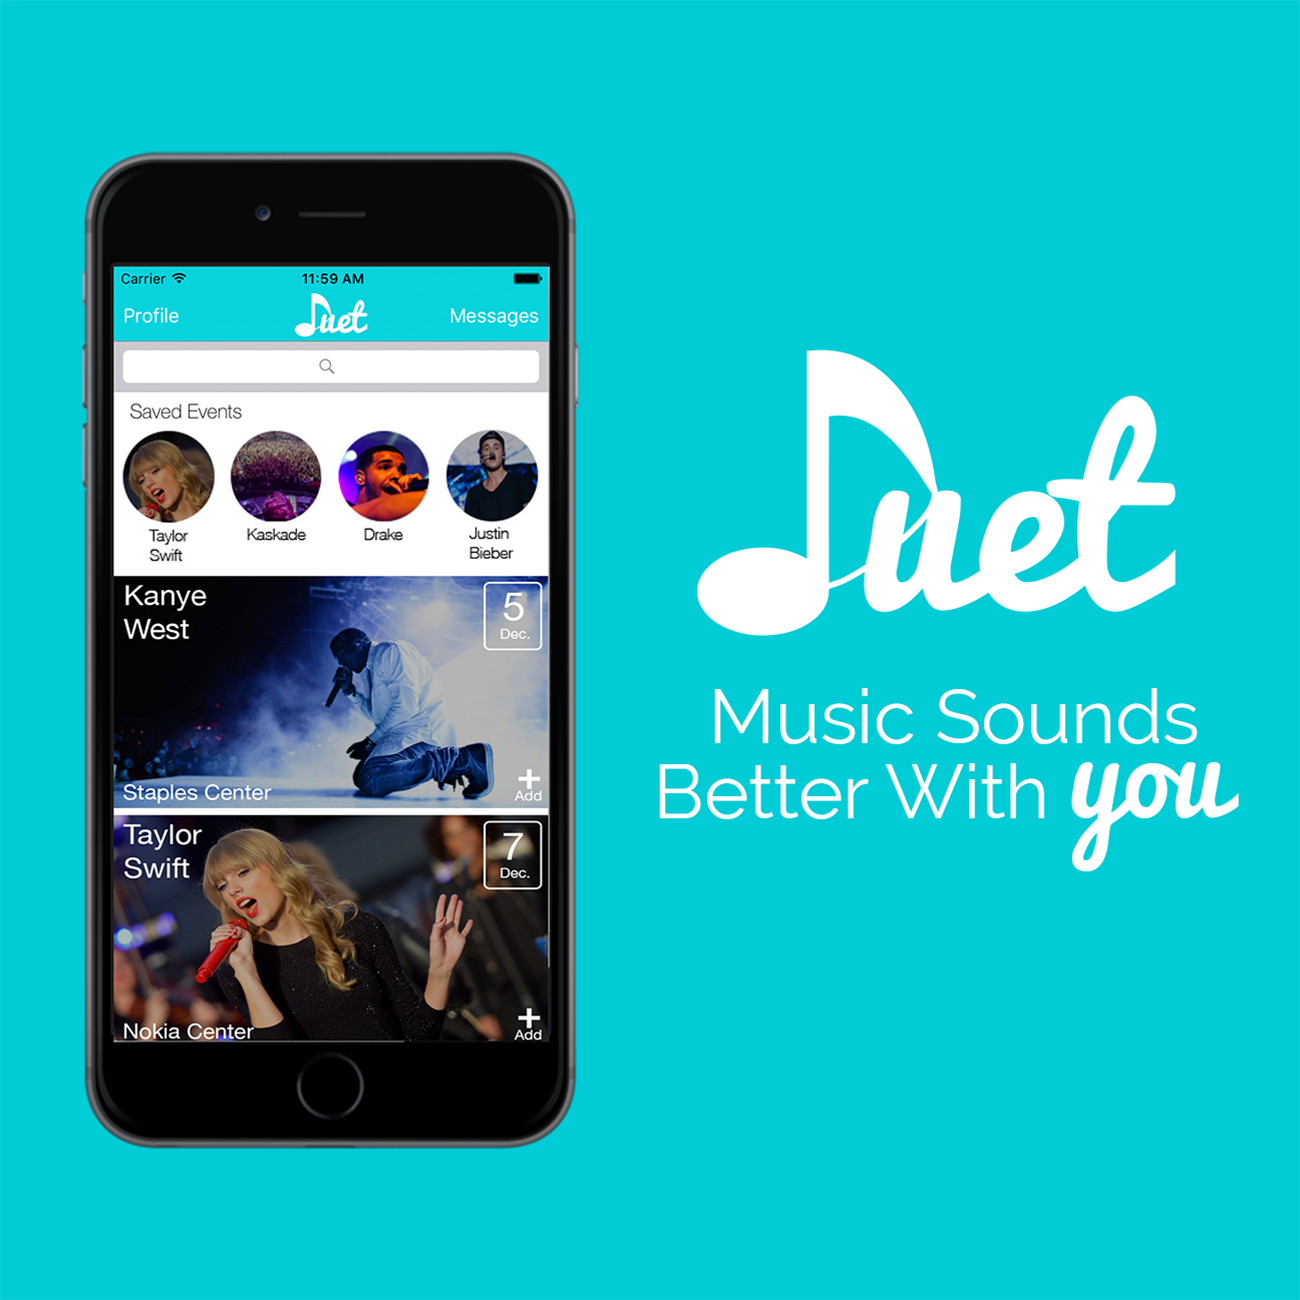 Carrier 11:59 AM
Profile Duet Messages
Saved Events
Taylor
Swift
Kaskade
Drake
Justin
Bieber
Kanye
West
5
Dec.
Staples Center
Add
Taylor
Swift
7
Dec.
Nokia Center
Add
Duet
Music Sounds
Better With you